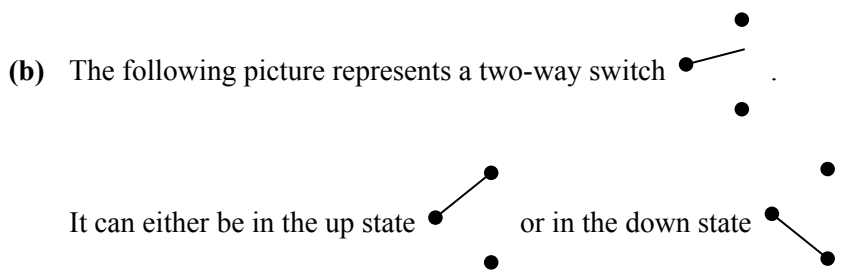 (b) The following picture represents a two-way switch .
It can either be in the up state or in the down state